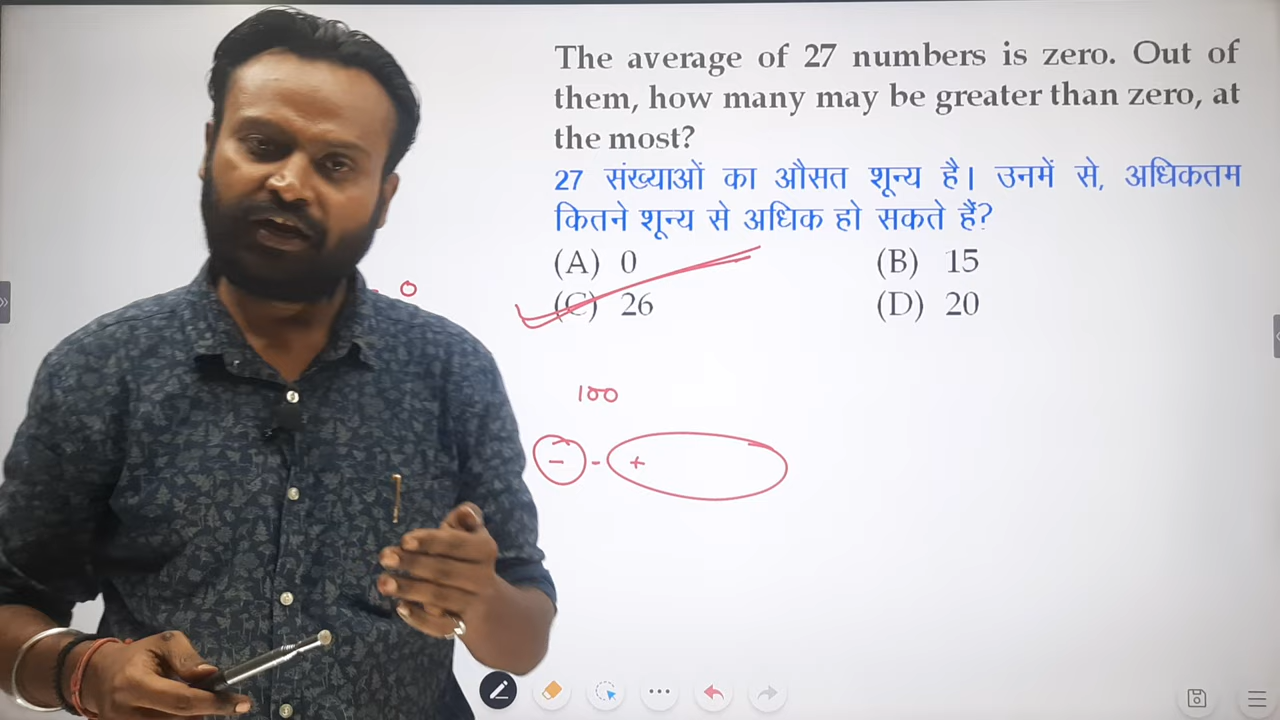 The average of 27 numbers is zero. Out of
them, how many may be greater than zero, at
the most?
27 संख्याओं का औसत शून्य है। उनमें से, अधिकतम
कितने शून्य से अधिक हो सकते हैं?
(A) 0 (B) 15
(C) 26 (D) 20
- 0
100
- - +